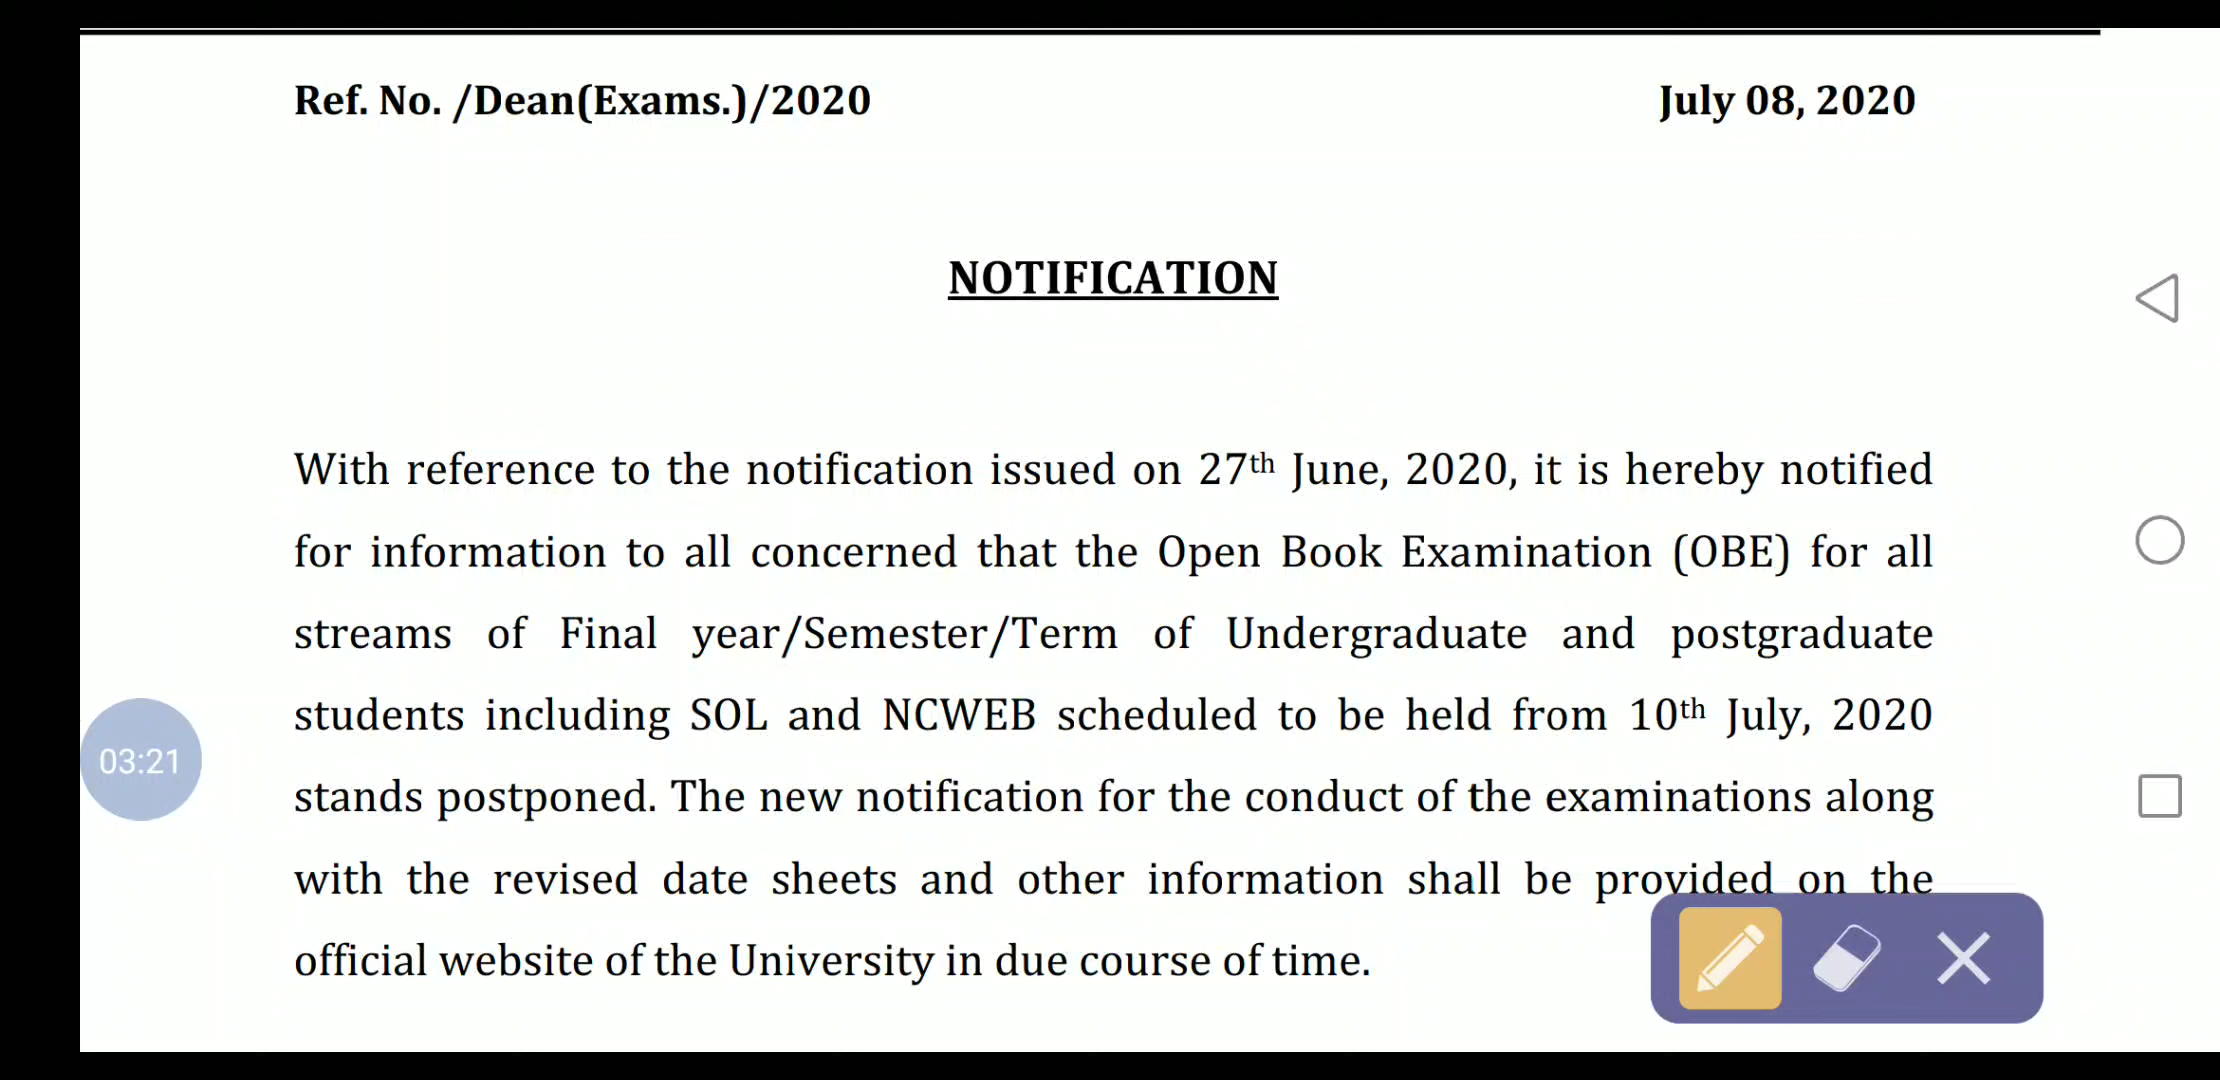 Ref. No. /Dean(Exams.)/2020 July 08, 2020
NOTIFICATION
With reference to the notification issued on 27th June, 2020, it is hereby notified
for information to all concerned that the Open Book Examination (OBE) for all
streams of Final year/Semester/Term of Undergraduate and postgraduate
students including SOL and NCWEB scheduled to be held from 10th July, 2020
03:21
stands postponed. The new notification for the conduct of the examinations along
with the revised date sheets and other information shall be provided on the
official website of the University in due course of time.